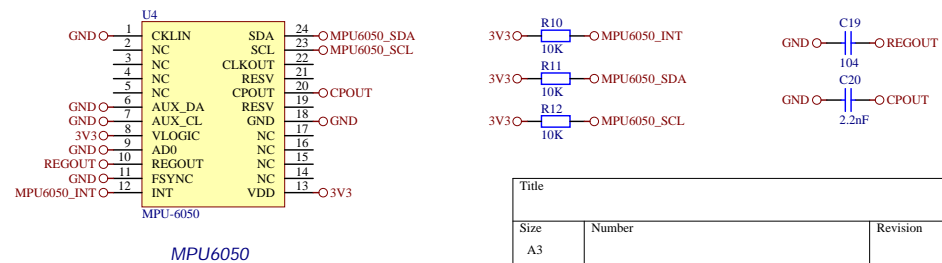 U4
GND 1 CKLIN SDA 24 MPU6050_SDA
2 NC SCL 23 MPU6050_SCL
3 NC CLKOUT 22
4 NC RESV 21
5 NC CPOUT 20 CPOUT
GND 6 AUX_DA RESV 19
GND 7 AUX_CL GND 18 GND
3V3 8 VLOGIC NC 17
GND 9 AD0 NC 16
REGOUT 10 REGOUT NC 15
GND 11 FSYNC NC 14
MPU6050_INT 12 INT VDD 13 3V3
MPU-6050
MPU6050
R10
3V3 MPU6050_INT
10K
R11
3V3 MPU6050_SDA
10K
R12
3V3 MPU6050_SCL
10K
C19
GND REGOUT
104
C20
GND CPOUT
2.2nF
Title
Size Number Revision
A3